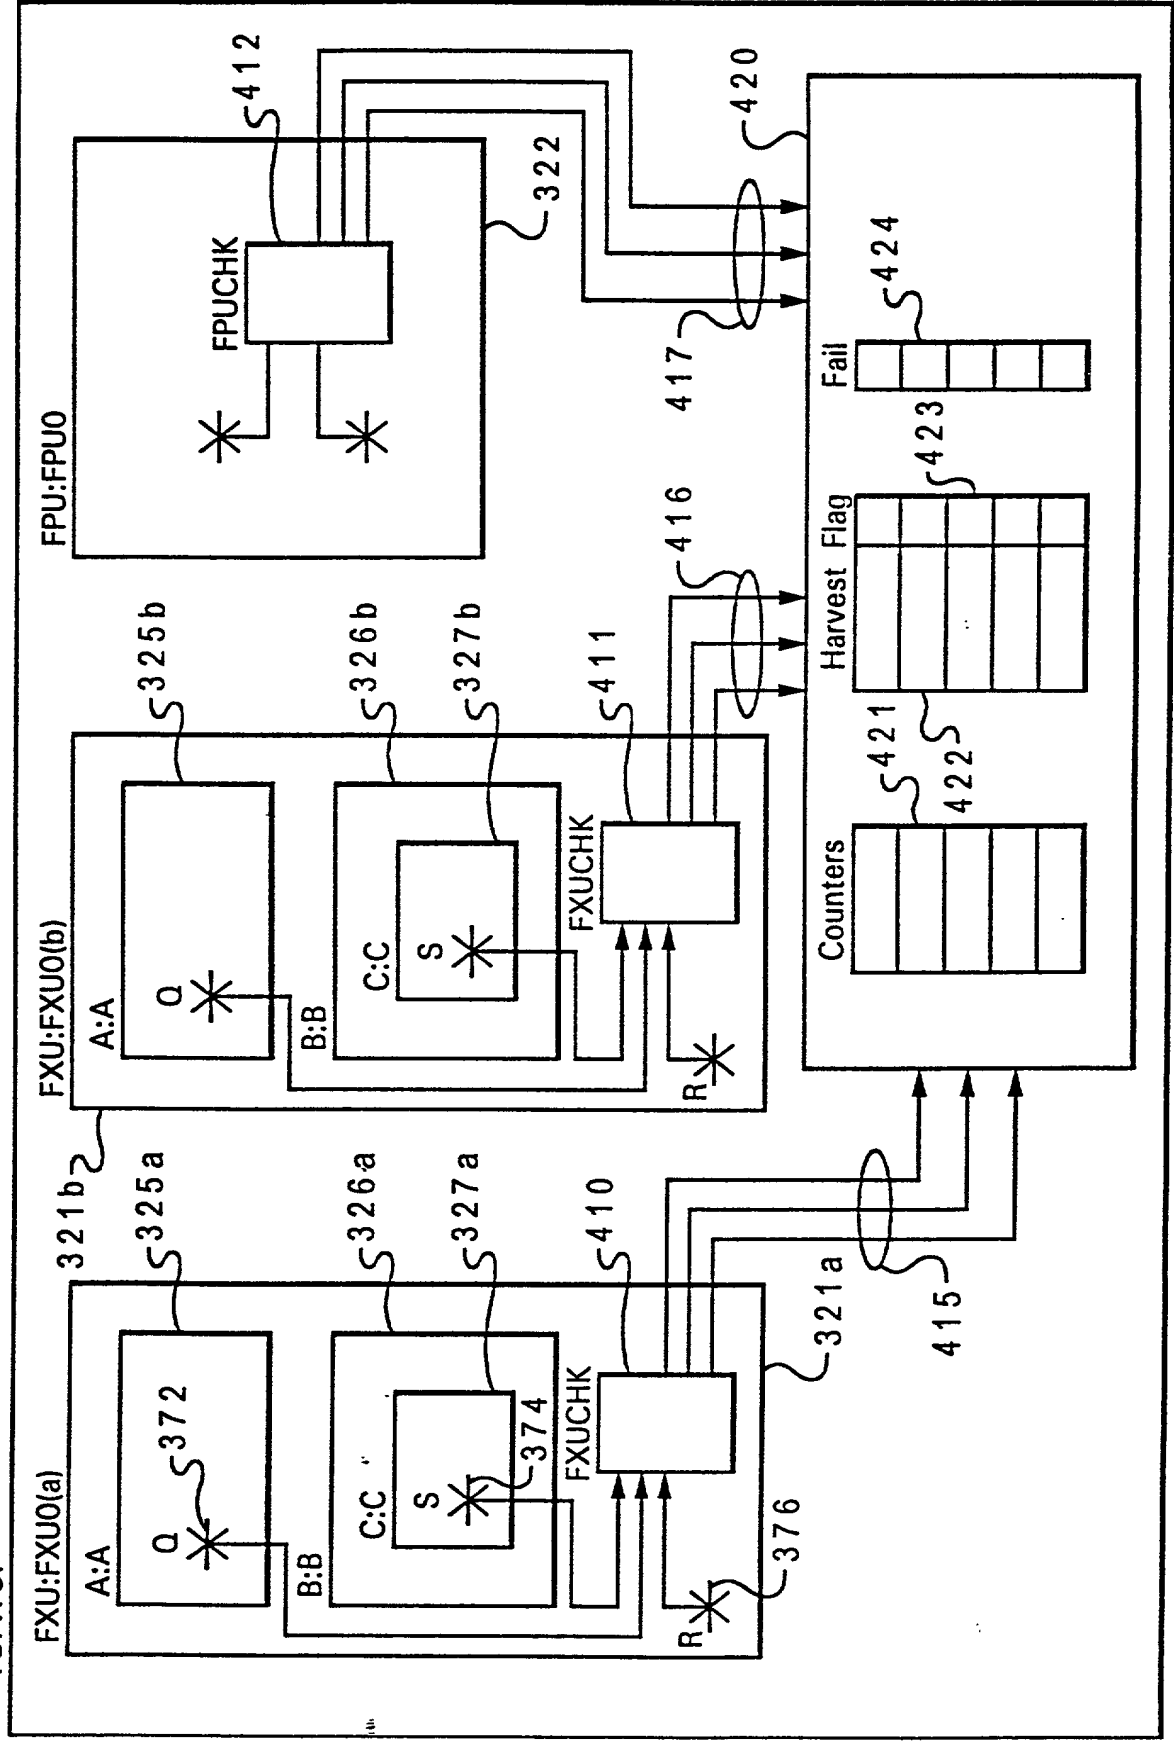 FXU:FXU0(a)
A:A
Q
372
325a
B:B
326a
C:C
S
374
327a
FXUCHK
410
R
376
321a
415
321b
FXU:FXU0(b)
A:A
Q
325b
B:B
326b
C:C
S
327b
FXUCHK
411
R
416
FPU:FPU0
FPUCHK
412
322
417
420
Counters
421
Harvest
422
Flag
423
Fail
424